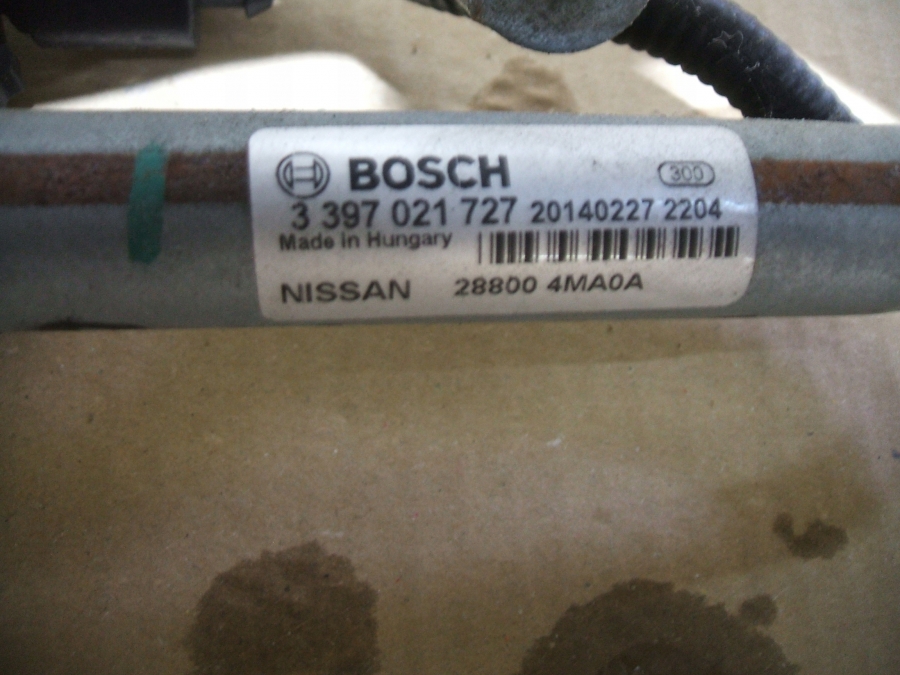 BOSCH 300
3 397 021 727 20140227 2204
Made in Hungary
NISSAN 28800 4MA0A